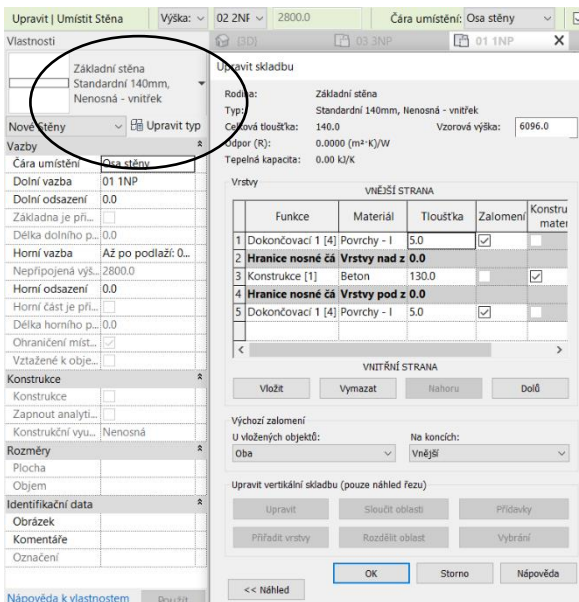 Upravit | Umístit Stěna
Výška:
02 2NF
2800.0
Čára umístění:
Osa stěny
Vlastnosti
{3D}
03 3NP
01 1NP
Základní stěna
Standardní 140mm,
Nenosná - vnitřek
Nové Stěny
Upravit typ
Vazby
Čára umístění
Osa stěny
Dolní vazba
01 1NP
Dolní odsazení
0.0
Základna je při...
Délka dolního p...
0.0
Horní vazba
Až po podlaží: 0...
Nepřipojená výš...
2800.0
Horní odsazení
0.0
Horní část je při...
Délka horního p...
0.0
Ohraničení míst...
Vztažené k obje...
Konstrukce
Konstrukce
Zapnout analyti...
Konstrukční vyu...
Nenosná
Rozměry
Plocha
Objem
Identifikační data
Obrázek
Komentáře
Označení
Nápověda k vlastnostem
Použít
Upravit skladbu
Rodina:
Základní stěna
Typ:
Standardní 140mm, Nenosná - vnitřek
Celková tloušťka:
140.0
Vzorová výška:
6096.0
Odpor (R):
0.0000 (m²·K)/W
Tepelná kapacita:
0.00 kJ/K
Vrstvy
VNĚJŠÍ STRANA
Funkce
Materiál
Tloušťka
Zalomení
Konstru
mater
1 Dokončovací 1 [4] Povrchy - I 5.0
2 Hranice nosné čá Vrstvy nad z 0.0
3 Konstrukce [1] Beton 130.0
4 Hranice nosné čá Vrstvy pod z 0.0
5 Dokončovací 1 [4] Povrchy - I 5.0
VNITŘNÍ STRANA
Vložit
Vymazat
Nahoru
Dolů
Výchozí zalomení
U vložených objektů:
Na koncích:
Oba
Vnější
Upravit vertikální skladbu (pouze náhled řezu)
Upravit
Sloučit oblasti
Přídavky
Přiřadit vrstvy
Rozdělit oblast
Vybrání
OK
Storno
Nápověda
<< Náhled